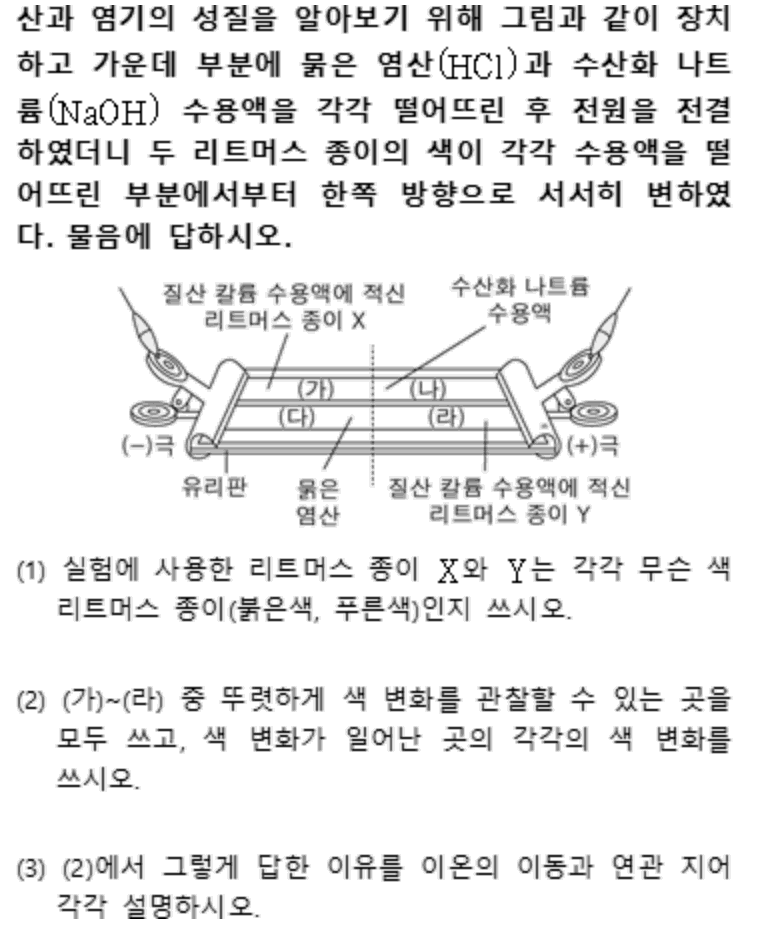 산과 염기의 성질을 알아보기 위해 그림과 같이 장치
하고 가운데 부분에 묽은 염산(HCl)과 수산화 나트
륨(NaOH) 수용액을 각각 떨어뜨린 후 전원을 전결
하였더니 두 리트머스 종이의 색이 각각 수용액을 떨
어뜨린 부분에서부터 한쪽 방향으로 서서히 변하였
다. 물음에 답하시오.
질산 칼륨 수용액에 적신
리트머스 종이 X
수산화 나트륨
수용액
(가)
(나)
(다)
(라)
(-)극
(+)극
유리판
묽은
염산
질산 칼륨 수용액에 적신
리트머스 종이 Y
(1) 실험에 사용한 리트머스 종이 X와 Y는 각각 무슨 색
리트머스 종이(붉은색, 푸른색)인지 쓰시오.
(2) (가)~(라) 중 뚜렷하게 색 변화를 관찰할 수 있는 곳을
모두 쓰고, 색 변화가 일어난 곳의 각각의 색 변화를
쓰시오.
(3) (2)에서 그렇게 답한 이유를 이온의 이동과 연관 지어
각각 설명하시오.